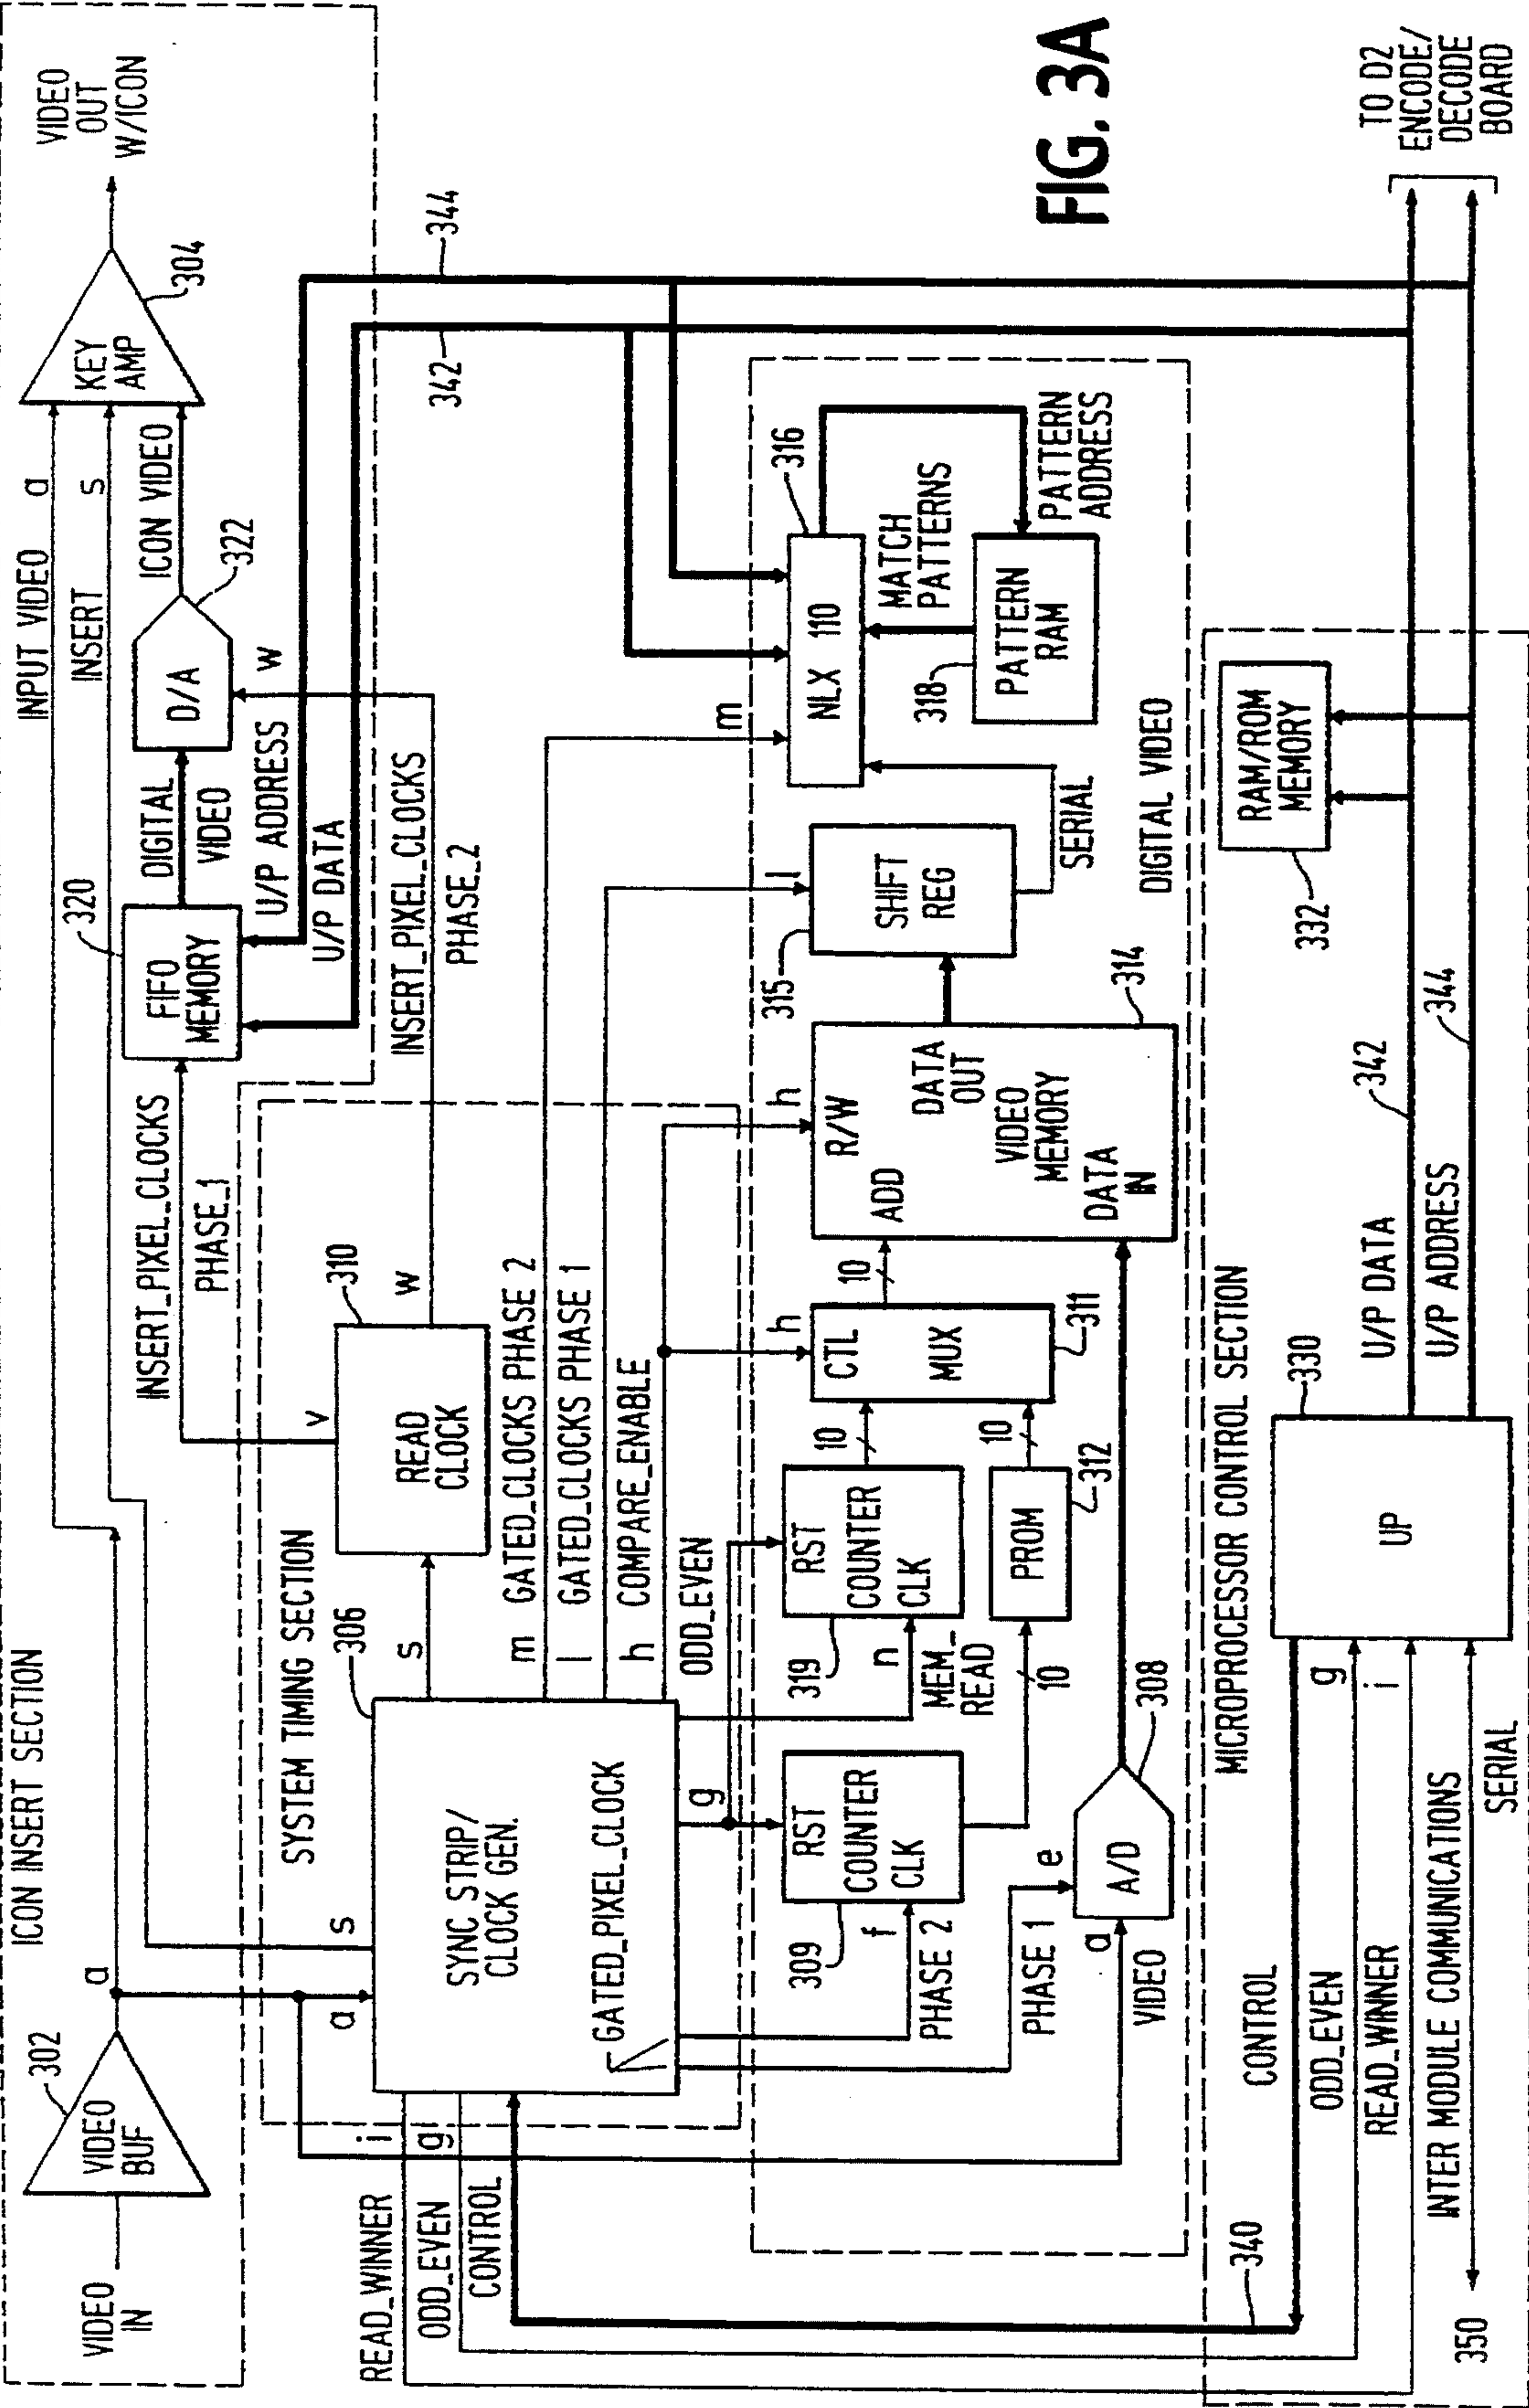 ICON INSERT SECTION
VIDEO
IN
VIDEO
BUF
302
a
a
s
INPUT VIDEO
a
INSERT
s
KEY
AMP
304
VIDEO
OUT
W/ICON
INSERT_PIXEL_CLOCKS
PHASE_1
320
FIFO
MEMORY
DIGITAL
VIDEO
D/A
322
ICON VIDEO
U/P ADDRESS
U/P DATA
w
INSERT_PIXEL_CLOCKS
PHASE_2
342
344
SYSTEM TIMING SECTION
306
SYNC STRIP/
CLOCK GEN.
GATED_PIXEL_CLOCK
s
READ
CLOCK
310
v
w
m GATED_CLOCKS PHASE 2
l GATED_CLOCKS PHASE 1
h COMPARE_ENABLE
ODD_EVEN
g
READ_WINNER
i
ODD_EVEN
g
CONTROL
RST
COUNTER
CLK
309
f
PHASE 2
PHASE 1
e
a
VIDEO
A/D
308
RST
COUNTER
CLK
319
n
MEM_
READ
10
PROM
312
10
10
CTL
MUX
311
h
10
R/W
ADD
DATA
OUT
VIDEO
MEMORY
DATA
IN
h
314
315
SHIFT
REG
l
SERIAL
m
NLX 110
316
MATCH
PATTERNS
318
PATTERN
RAM
PATTERN
ADDRESS
DIGITAL VIDEO
FIG. 3A
MICROPROCESSOR CONTROL SECTION
340
CONTROL
ODD_EVEN
g
READ_WINNER
i
INTER MODULE COMMUNICATIONS
SERIAL
350
UP
330
U/P DATA
342
U/P ADDRESS
344
332
RAM/ROM
MEMORY
TO D2
ENCODE/
DECODE
BOARD